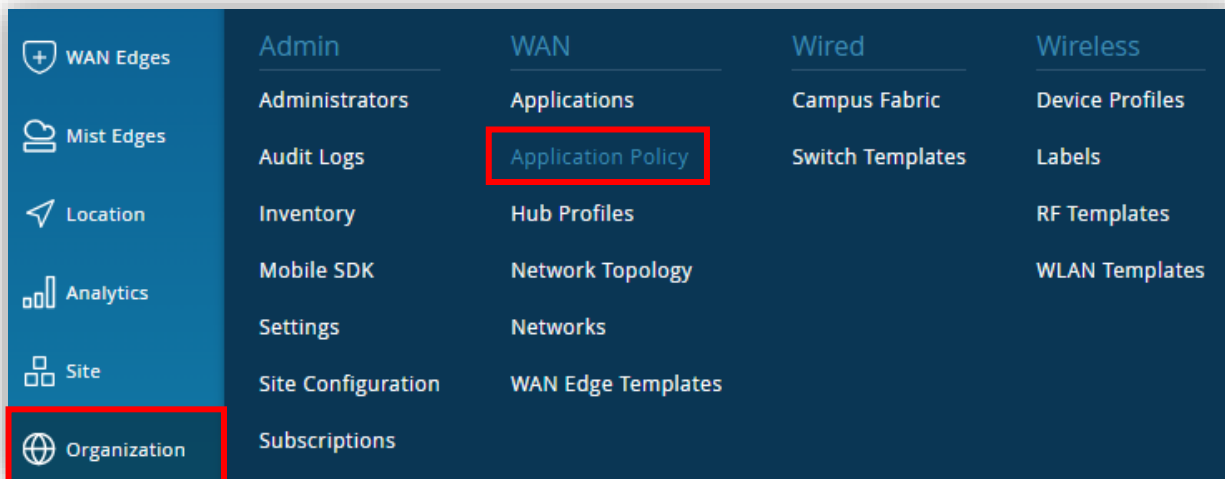 WAN Edges
Mist Edges
Location
Analytics
Site
Organization
Admin
Administrators
Audit Logs
Inventory
Mobile SDK
Settings
Site Configuration
Subscriptions
WAN
Applications
Application Policy
Hub Profiles
Network Topology
Networks
WAN Edge Templates
Wired
Campus Fabric
Switch Templates
Wireless
Device Profiles
Labels
RF Templates
WLAN Templates